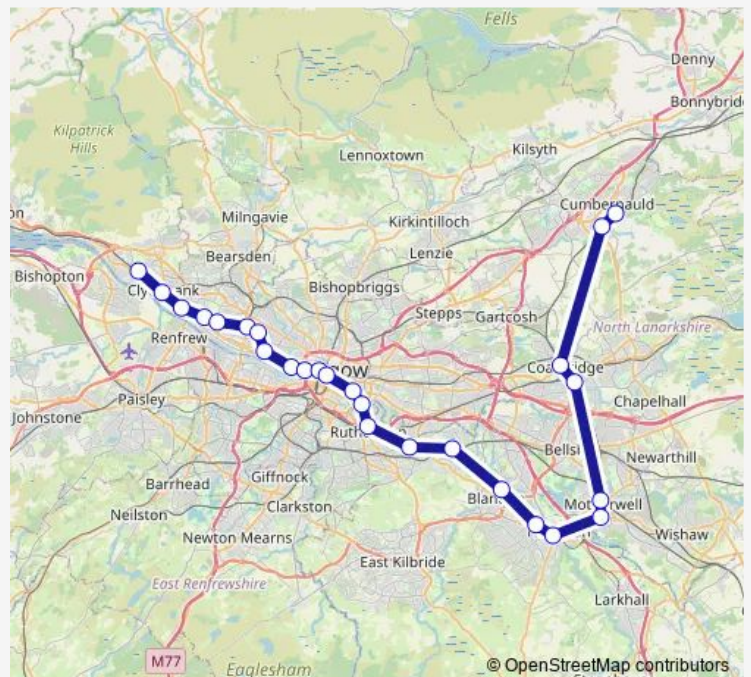 Fells
Denny
Bonnybrid
Kilpatrick
Hills
Lennoxtown
Kilsyth
on
Milngavie
Kirkintilloch
Cumbernauld
Bishopton
Bearsden
Lenzie
Bishopbriggs
Stepps
Gartcosh
North Lanarkshire
Renfrew
Paisley
Chapelhall
Johnstone
Bellsi
Newarthill
Barrhead
Giffnock
Neilston
Clarkston
Newton Mearns
Wishaw
East Kilbride
East Renfrewshire
Larkhall
M77
Eaglesham
© OpenStreetMap contributors